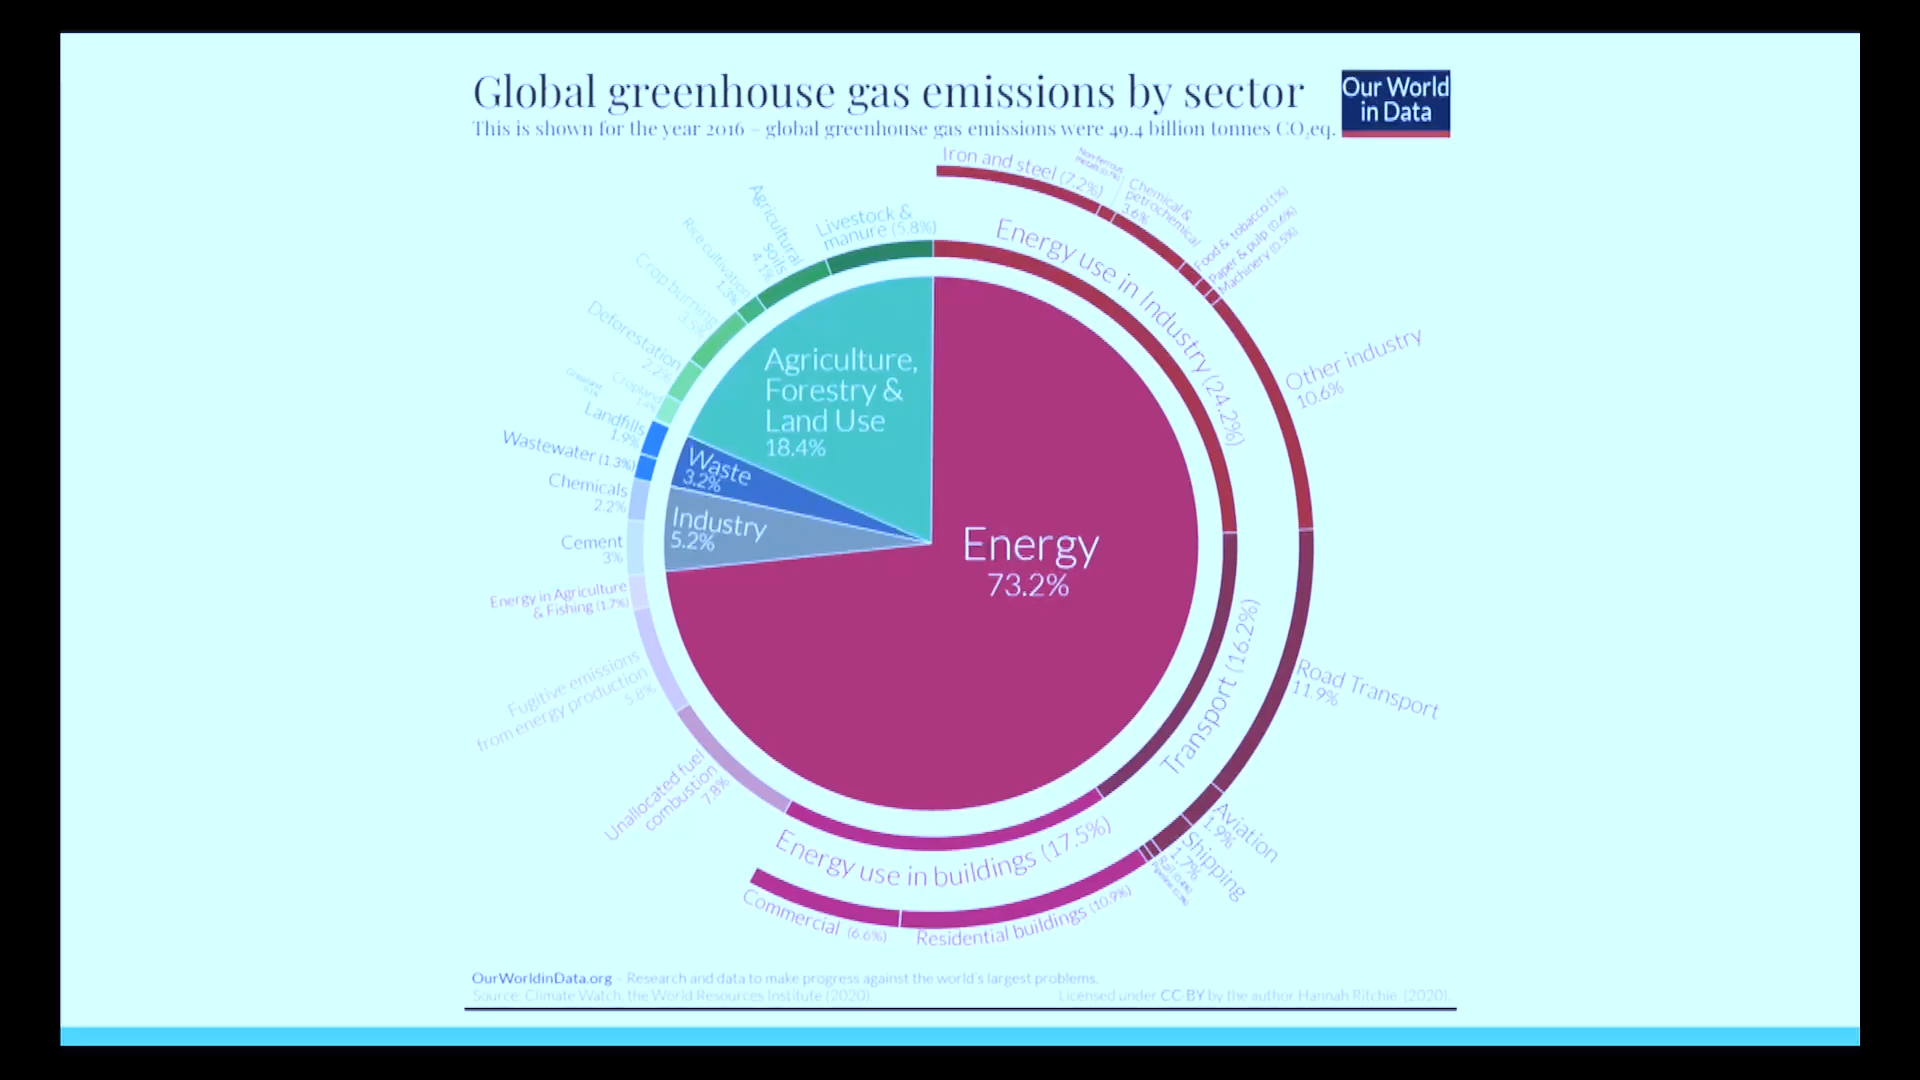 Global greenhouse gas emissions by sector
Our World
in Data
This is shown for the year 2016 – global greenhouse gas emissions were 49.4 billion tonnes CO₂eq.
Iron and steel (7.2%)
Chemical &
petrochemical
3.6%
Food & tobacco (1%)
Paper & pulp (0.6%)
Machinery (0.5%)
Energy use in Industry (24.2%)
Other industry
10.6%
Transport (16.2%)
Road Transport
11.9%
Aviation
1.9%
Shipping
1.7%
Energy use in buildings (17.5%)
Residential buildings (10.9%)
Commercial (6.6%)
Unallocated fuel
combustion
7.8%
Fugitive emissions
from energy production
5.8%
Energy in Agriculture
& Fishing (1.7%)
Cement
3%
Chemicals
2.2%
Wastewater (1.3%)
Landfills
1.9%
Cropland
Deforestation
2.2%
Crop burning
3.5%
Rice cultivation
1.3%
Agricultural
soils
4.1%
Livestock &
manure (5.8%)
Agriculture,
Forestry &
Land Use
18.4%
Waste
3.2%
Industry
5.2%
Energy
73.2%
OurWorldinData.org – Research and data to make progress against the world's largest problems.
Source: Climate Watch, the World Resources Institute (2020).
Licensed under CC-BY by the author Hannah Ritchie (2020).